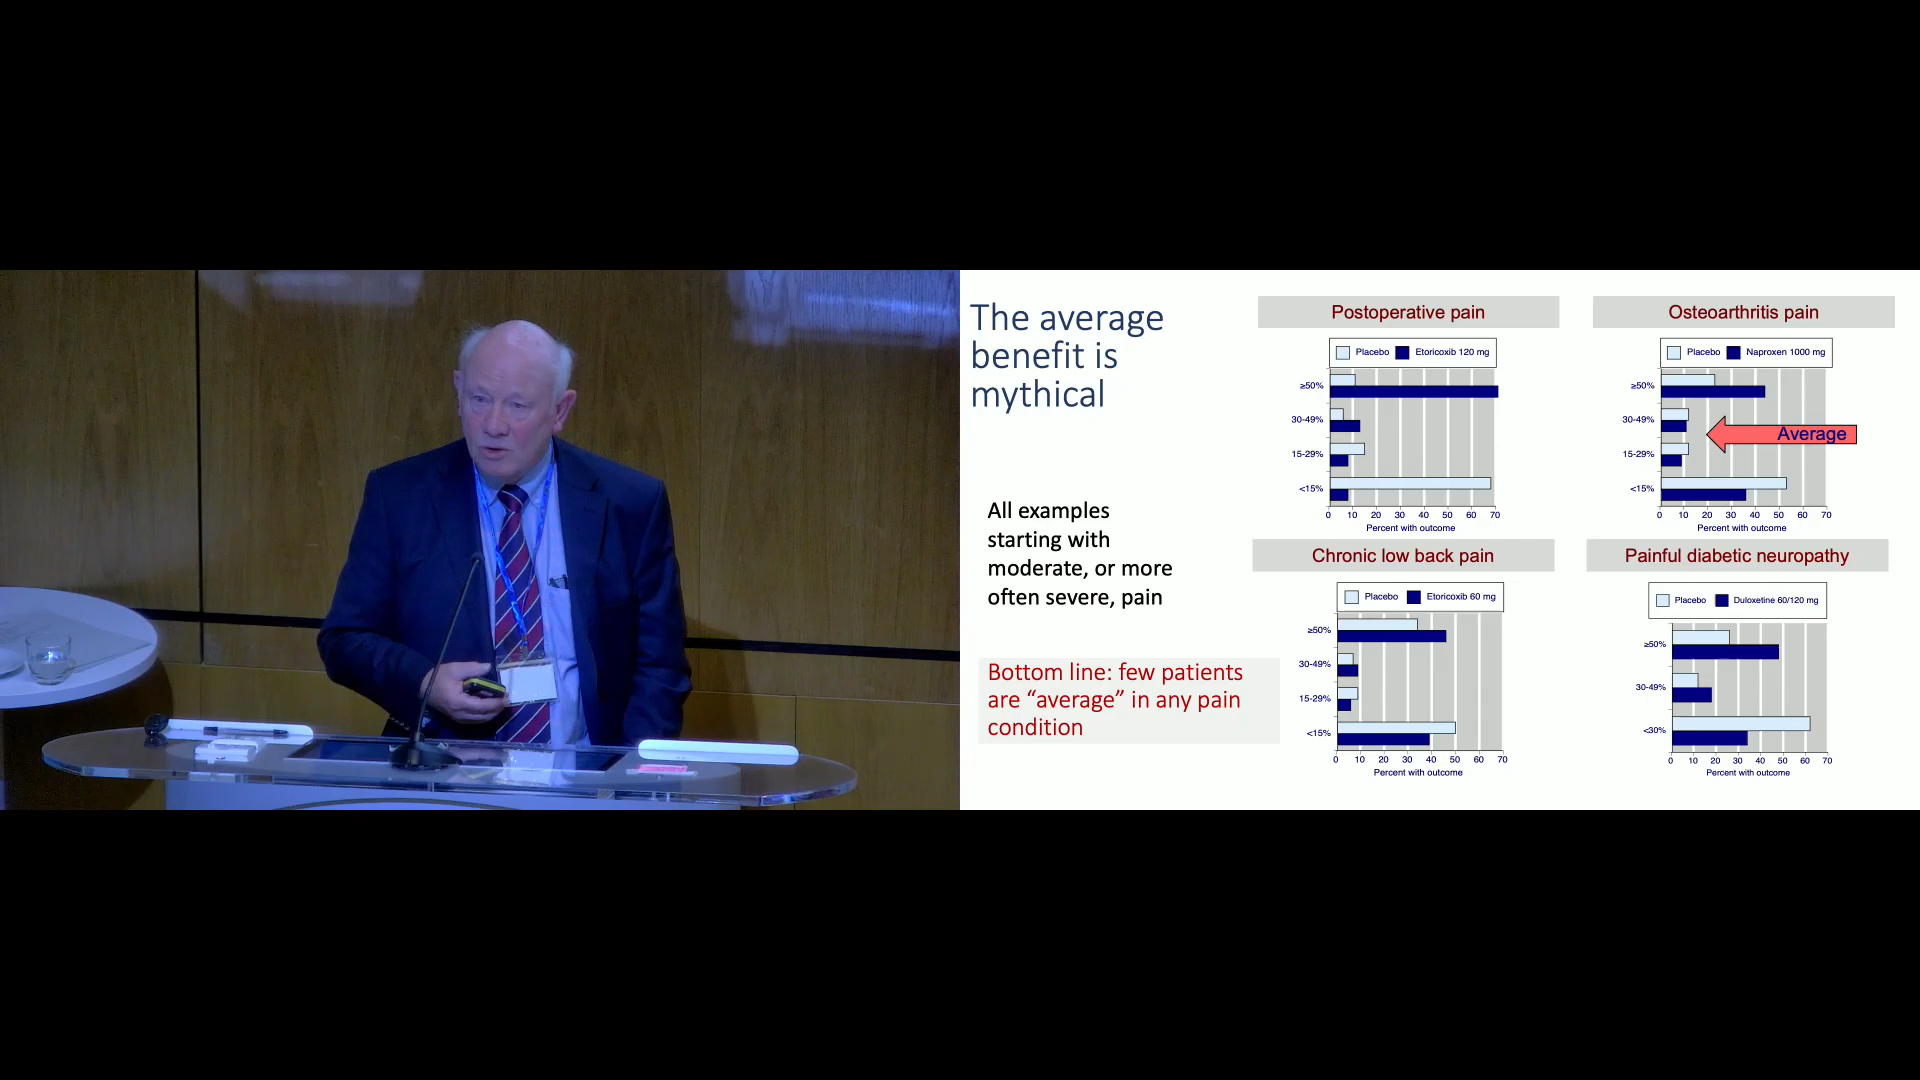 The average
benefit is
mythical
All examples
starting with
moderate, or more
often severe, pain
Bottom line: few patients
are “average” in any pain
condition
Postoperative pain
Placebo Etoricoxib 120 mg
≥50%
30-49%
15-29%
<15%
0 10 20 30 40 50 60 70
Percent with outcome
Osteoarthritis pain
Placebo Naproxen 1000 mg
≥50%
30-49%
Average
15-29%
<15%
0 10 20 30 40 50 60 70
Percent with outcome
Chronic low back pain
Placebo Etoricoxib 60 mg
≥50%
30-49%
15-29%
<15%
0 10 20 30 40 50 60 70
Percent with outcome
Painful diabetic neuropathy
Placebo Duloxetine 60/120 mg
≥50%
30-49%
<30%
0 10 20 30 40 50 60 70
Percent with outcome